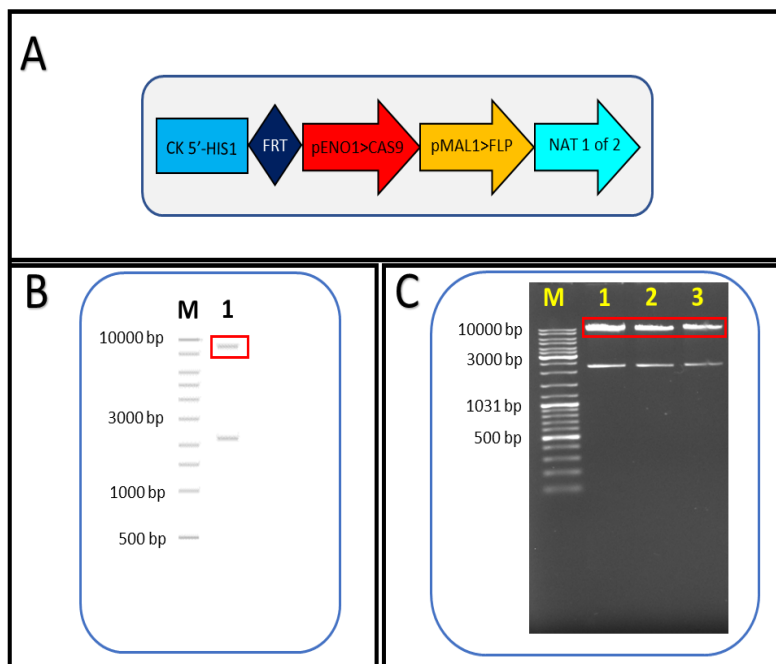 A
CK 5′-HIS1 FRT pENO1>CAS9 pMAL1>FLP NAT 1 of 2
B
M 1
10000 bp
3000 bp
1000 bp
500 bp
C
M 1 2 3
10000 bp
3000 bp
1031 bp
500 bp